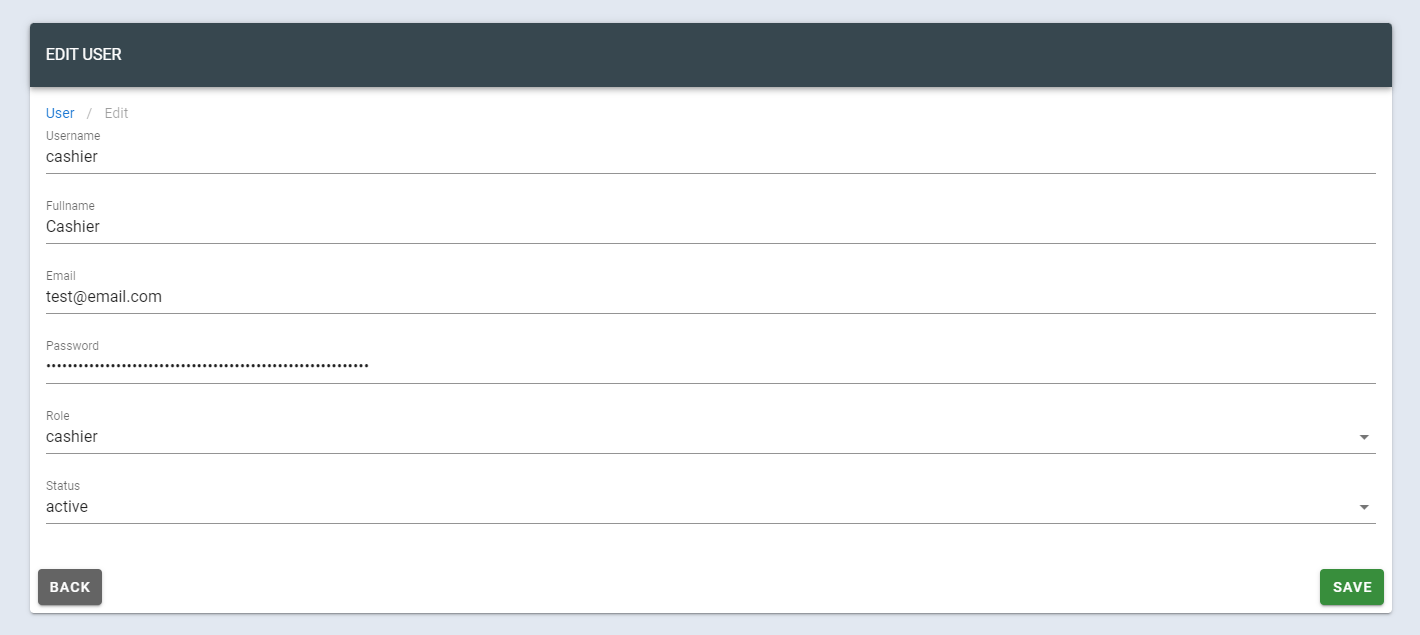 EDIT USER
User / Edit
Username
cashier
Fullname
Cashier
Email
test@email.com
Password
••••••••••••••••••••••••••••••••••••••••••••••••••••••••••••
Role
cashier
Status
active
BACK SAVE